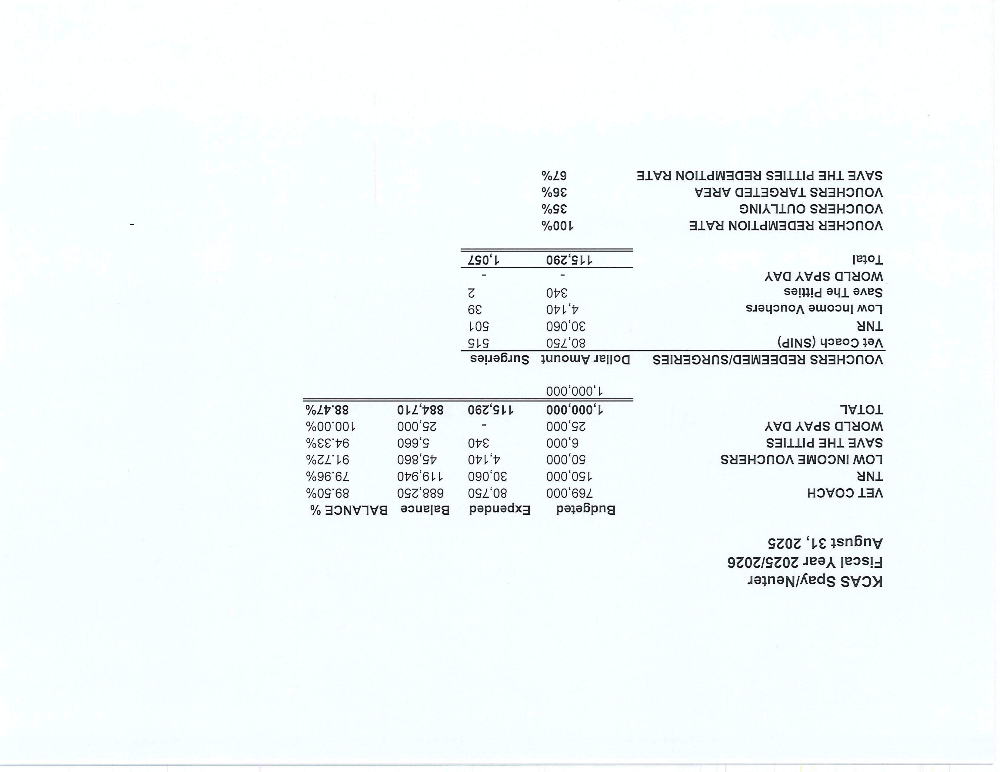 KCAS Spay/Neuter
Fiscal Year 2025/2026
August 31, 2025
Budgeted Expended Balance BALANCE %
VET COACH 769,000 80,750 688,250 89.50%
TNR 150,000 30,060 119,940 79.96%
LOW INCOME VOUCHERS 50,000 4,140 45,860 91.72%
SAVE THE PITTIES 6,000 340 5,660 94.33%
WORLD SPAY DAY 25,000 - 25,000 100.00%
TOTAL 1,000,000 115,290 884,710 88.47%
1,000,000
VOUCHERS REDEEMED/SURGERIES Dollar Amount Surgeries
Vet Coach (SNIP) 80,750 515
TNR 30,060 501
Low Income Vouchers 4,140 39
Save The Pitties 340 2
WORLD SPAY DAY - -
Total 115,290 1,057
VOUCHER REDEMPTION RATE 100% -
VOUCHERS OUTLYING 35%
VOUCHERS TARGETED AREA 36%
SAVE THE PITTIES REDEMPTION RATE 67%